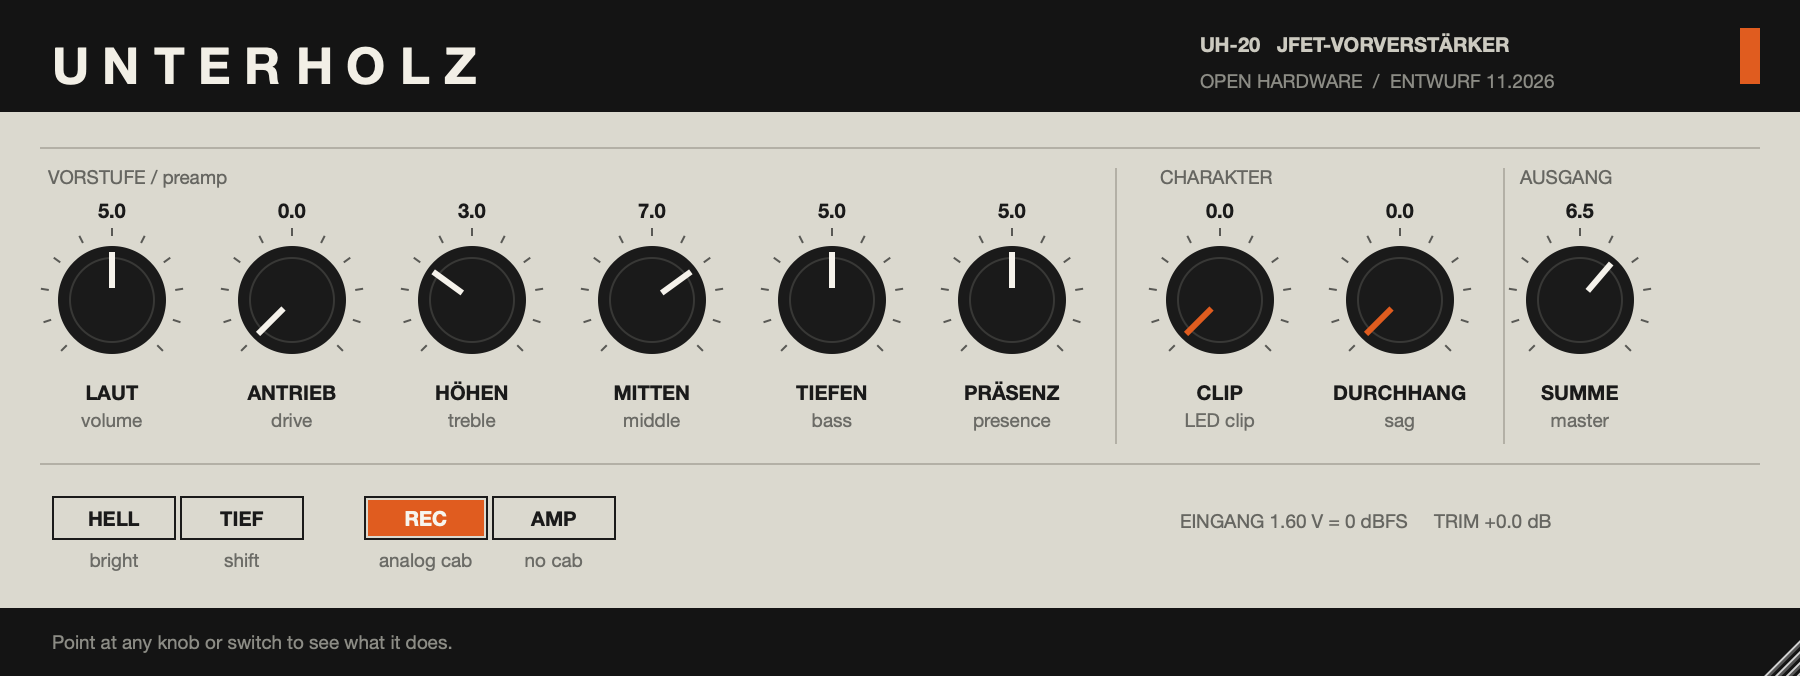 UNTERHOLZ
UH-20 JFET-VORVERSTÄRKER
OPEN HARDWARE / ENTWURF 11.2026
VORSTUFE / preamp
CHARAKTER
AUSGANG
5.0 0.0 3.0 7.0 5.0 5.0 0.0 0.0 6.5
LAUT ANTRIEB HÖHEN MITTEN TIEFEN PRÄSENZ CLIP DURCHHANG SUMME
volume drive treble middle bass presence LED clip sag master
HELL TIEF REC AMP
bright shift analog cab no cab
EINGANG 1.60 V = 0 dBFS TRIM +0.0 dB
Point at any knob or switch to see what it does.